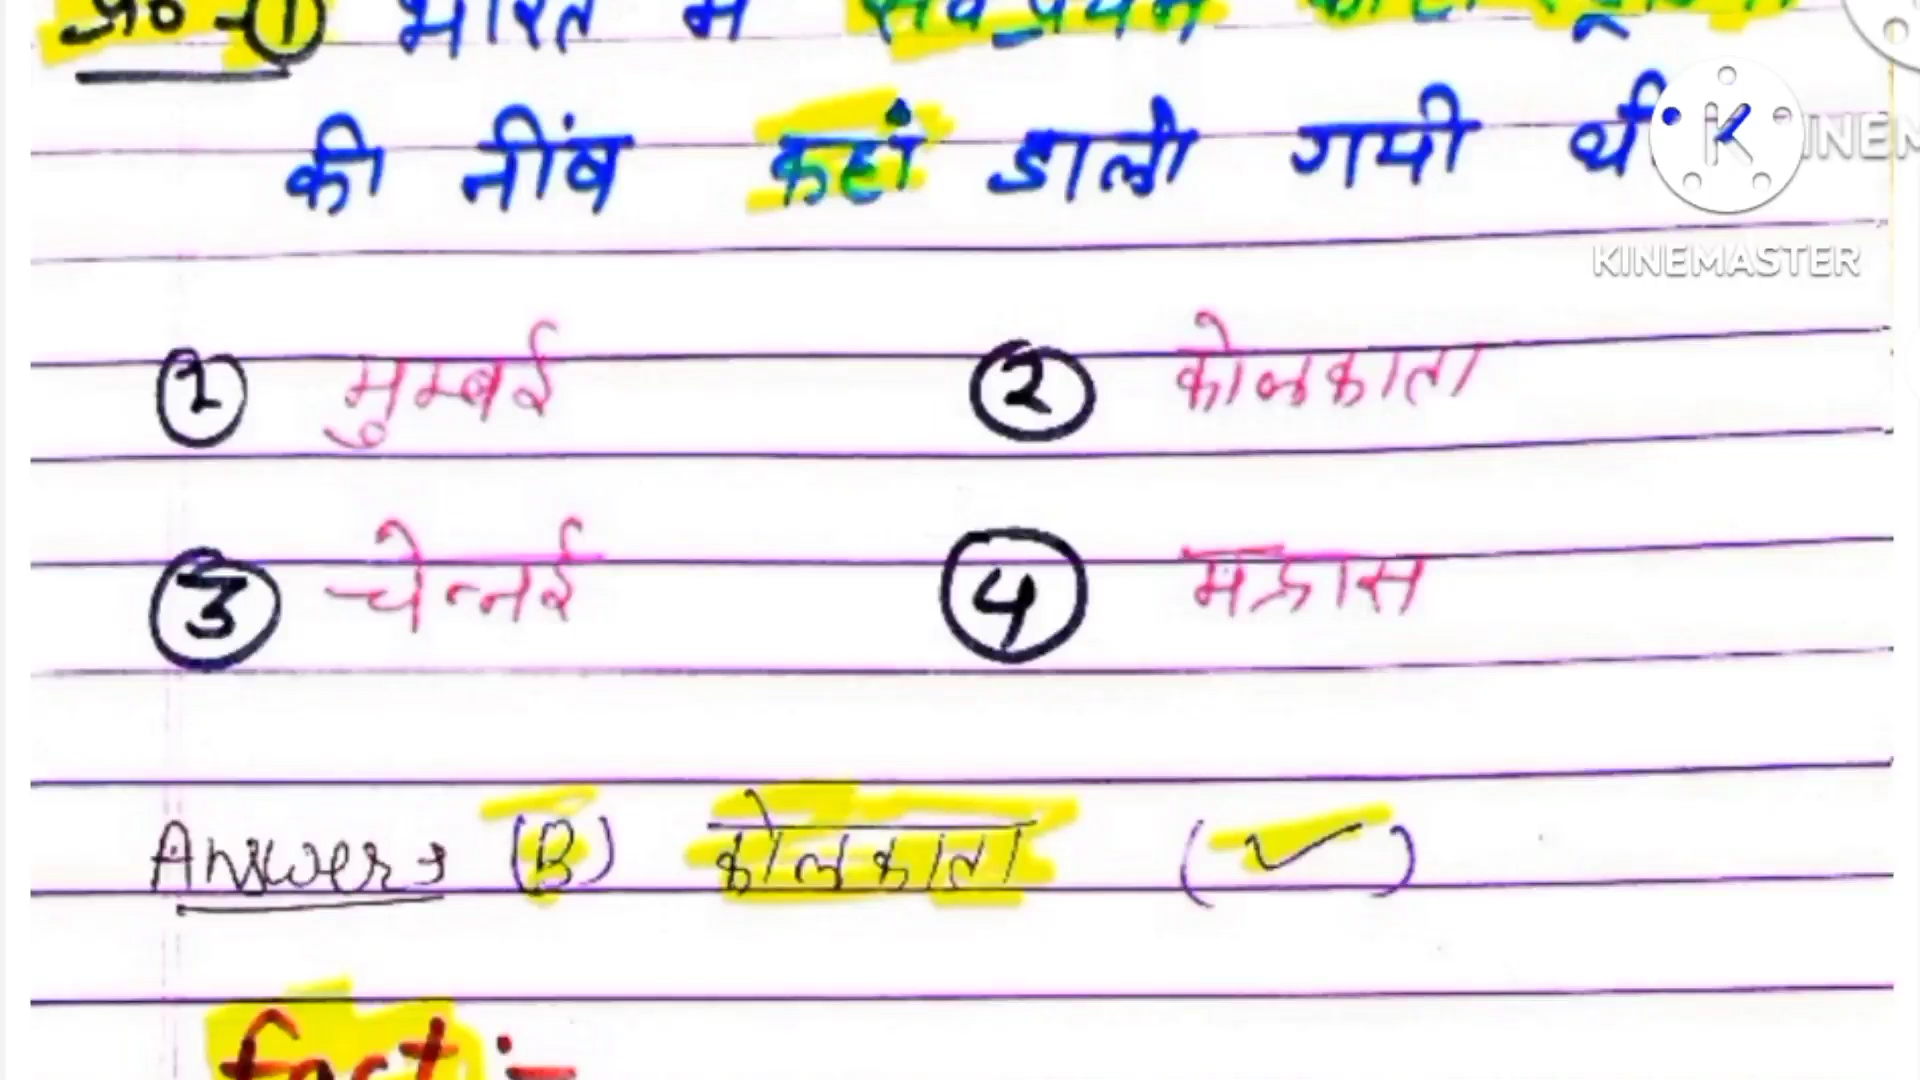 प्र०-① भारत में सर्वप्रथम
की नींव कहां डाली गयी थी
KINEMASTER
① मुम्बई ② कोलकाता
③ चेन्नई ④ मद्रास
Answer:- (B) कोलकाता (✓)
fact :-